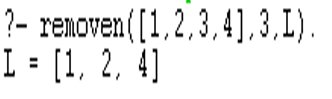 ?- removen([1,2,3,4],3,L).
L = [1, 2, 4]